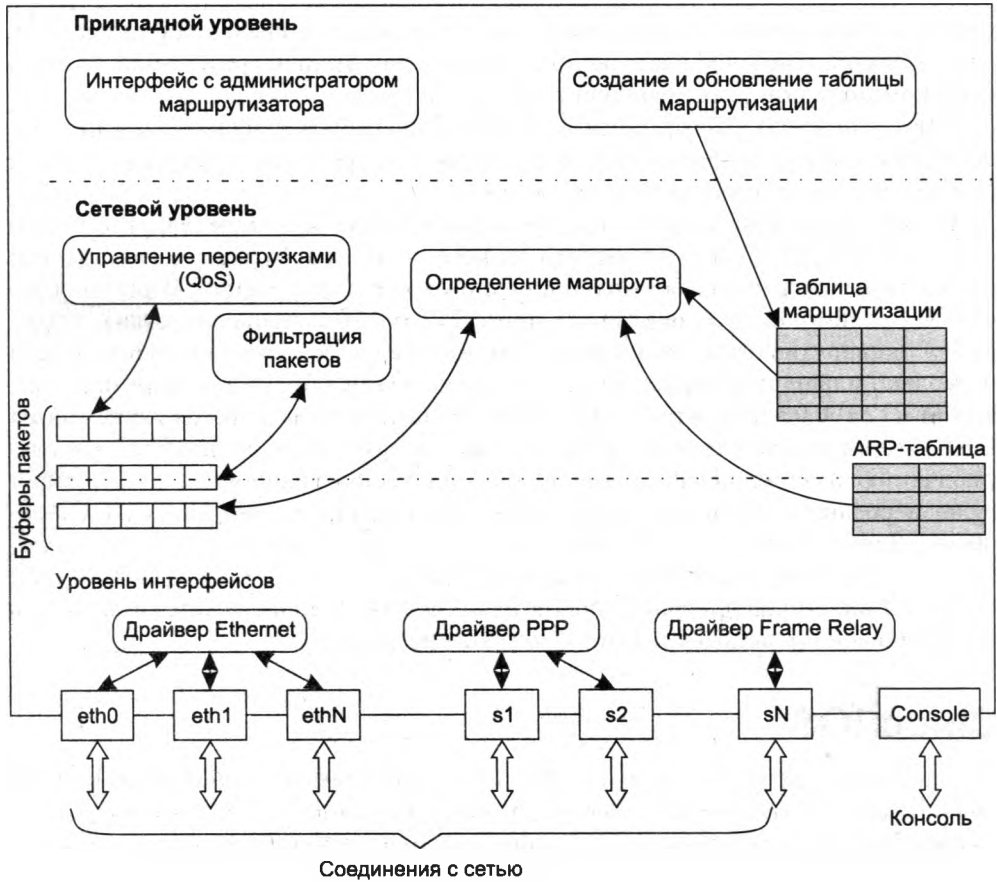 Прикладной уровень
Интерфейс с администратором
маршрутизатора
Создание и обновление таблицы
маршрутизации
Сетевой уровень
Управление перегрузками
(QoS)
Определение маршрута
Таблица
маршрутизации
Фильтрация
пакетов
Буферы пакетов
ARP-таблица
Уровень интерфейсов
Драйвер Ethernet
Драйвер PPP
Драйвер Frame Relay
eth0
eth1
ethN
s1
s2
sN
Console
Консоль
Соединения с сетью